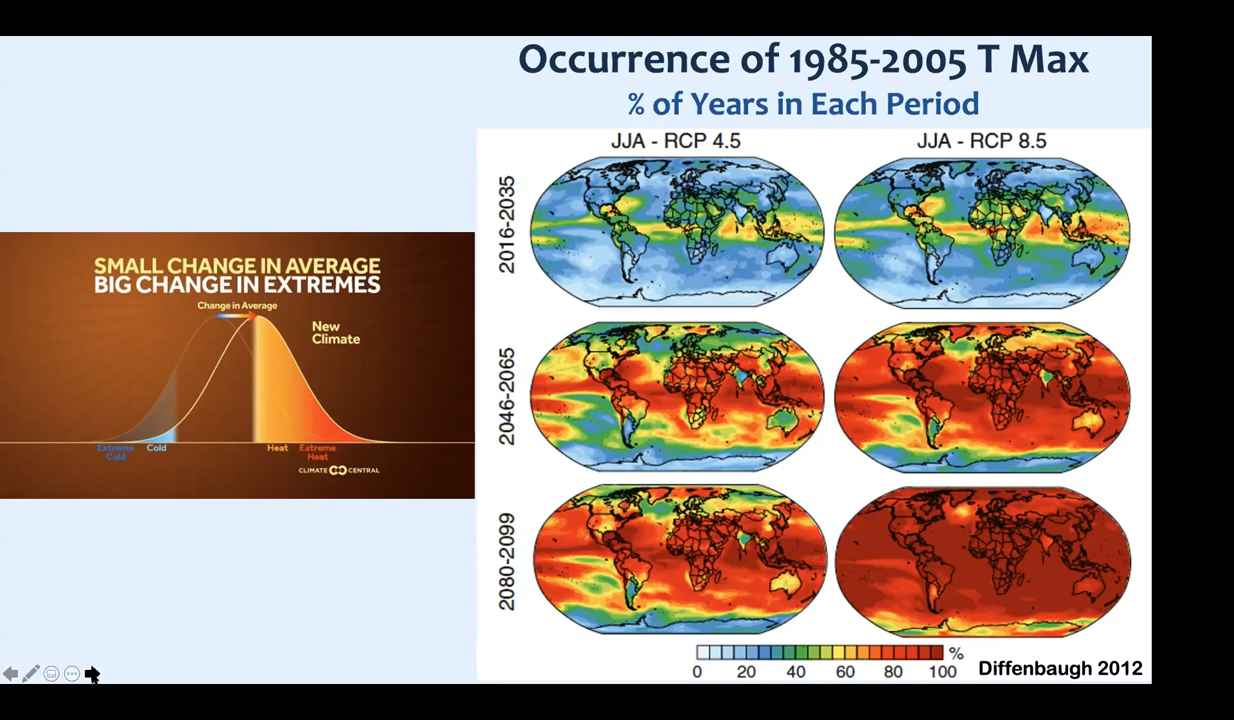 Occurrence of 1985-2005 T Max
% of Years in Each Period
SMALL CHANGE IN AVERAGE
BIG CHANGE IN EXTREMES
Change in Average
New
Climate
Extreme
Cold
Cold
Heat
Extreme
Heat
CLIMATE CENTRAL
JJA - RCP 4.5
JJA - RCP 8.5
2016-2035
2046-2065
2080-2099
%
0 20 40 60 80 100
Diffenbaugh 2012